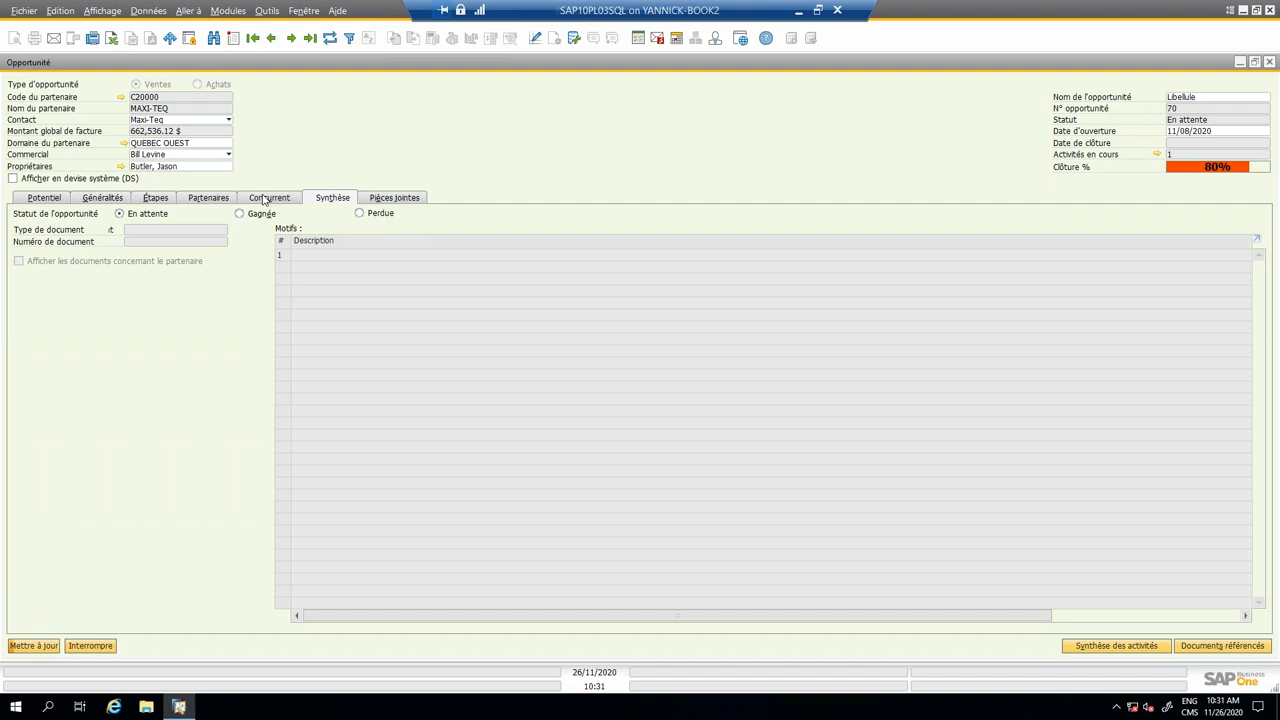 Fichier Edition Affichage Données Aller à Modules Outils Fenêtre Aide
SAP10PL03SQL on YANNICK-BOOK2
Opportunité
Type d'opportunité Ventes Achats
Code du partenaire C20000
Nom du partenaire MAXI-TEQ
Contact Maxi-Teq
Montant global de facture 662,536.12 $
Domaine du partenaire QUEBEC OUEST
Commercial Bill Levine
Propriétaires Butler, Jason
Afficher en devise système (DS)
Nom de l'opportunité Libellule
N° opportunité 70
Statut En attente
Date d'ouverture 11/08/2020
Date de clôture
Activités en cours 1
Clôture % 80%
Potentiel Généralités Étapes Partenaires Concurrent Synthèse Pièces jointes
Statut de l'opportunité En attente Gagnée Perdue
Type de document
Numéro de document
Afficher les documents concernant le partenaire
Motifs :
# Description
1
Mettre à jour Interrompre Synthèse des activités Documents référencés
26/11/2020
10:31
SAP Business One
ENG 10:31 AM
CMS 11/26/2020